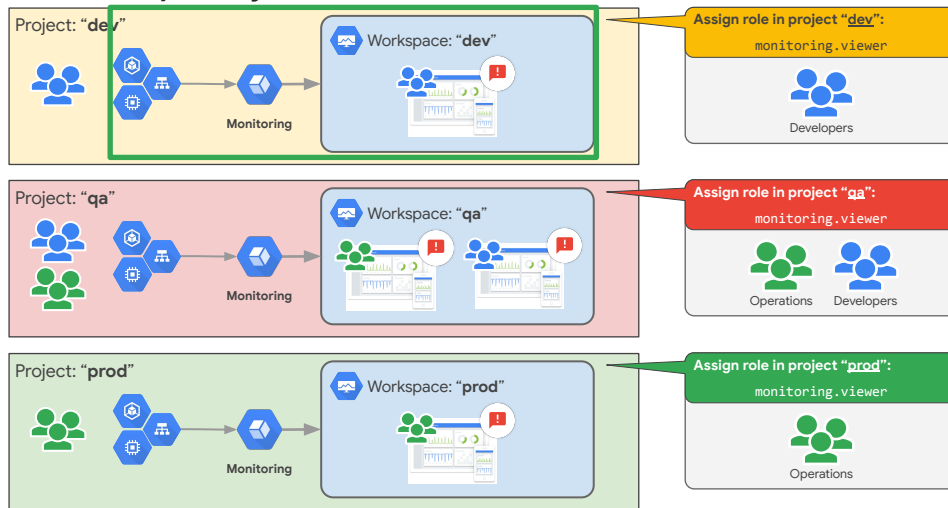 Project: “dev”
Workspace: “dev”
Monitoring
Assign role in project “dev”:
monitoring.viewer
Developers
Project: “qa”
Workspace: “qa”
Monitoring
Assign role in project “qa”:
monitoring.viewer
Operations
Developers
Project: “prod”
Workspace: “prod”
Monitoring
Assign role in project “prod”:
monitoring.viewer
Operations